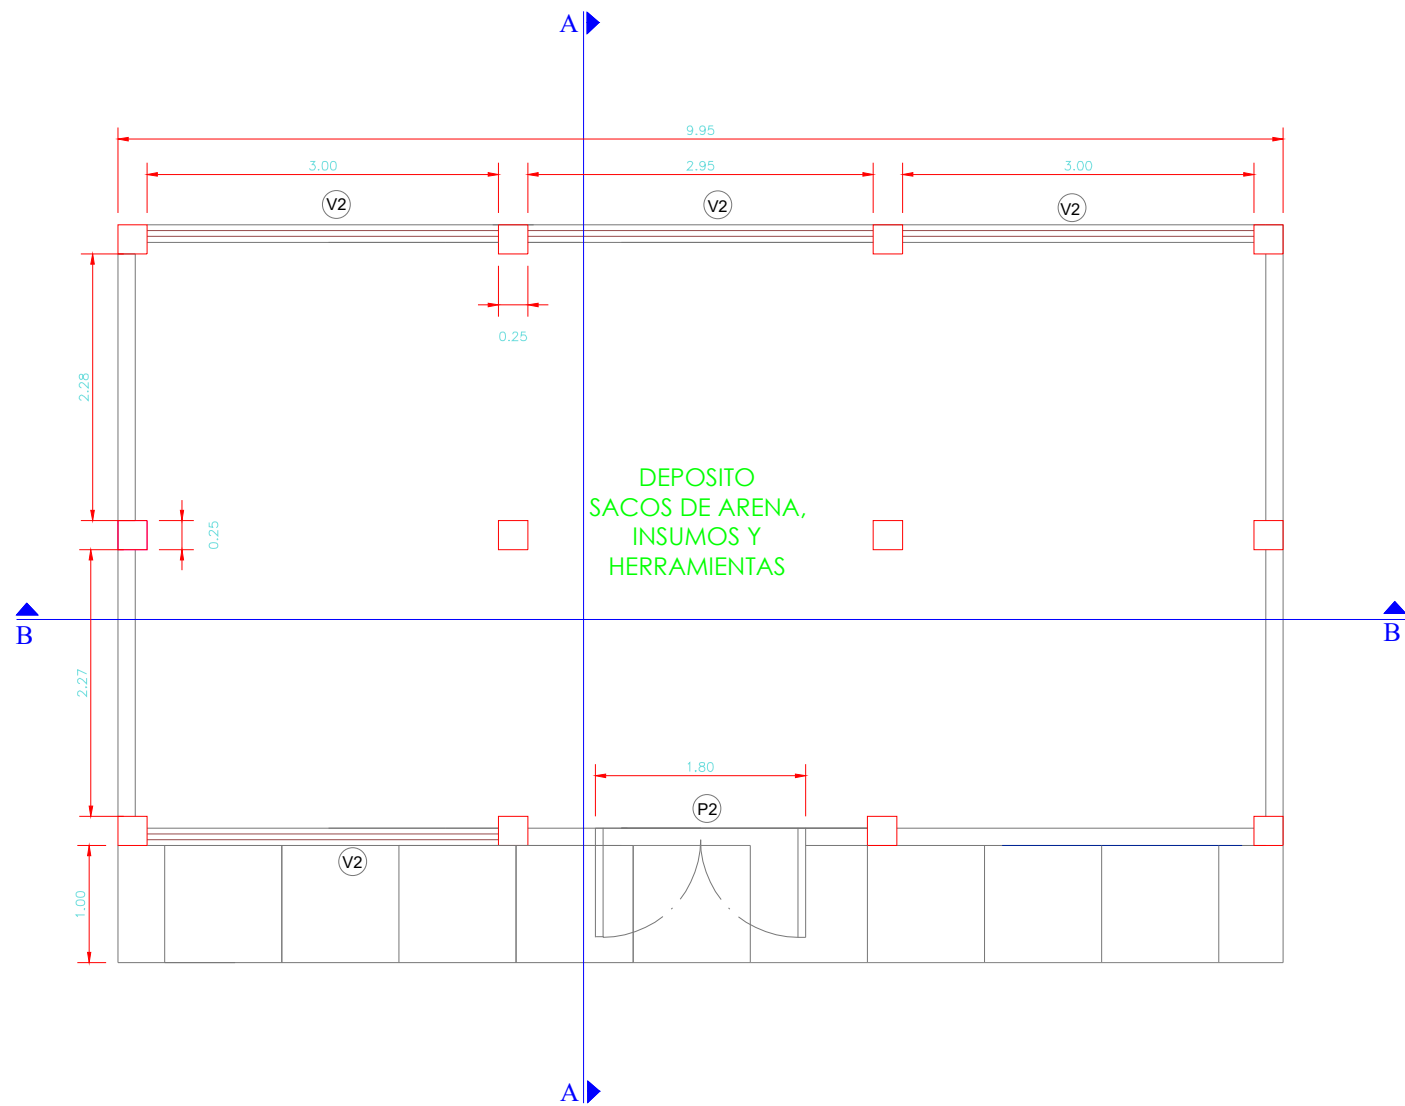 A
9.95
3.00
2.95
3.00
V2
V2
V2
0.25
2.28
DEPOSITO
SACOS DE ARENA,
INSUMOS Y
HERRAMIENTAS
0.25
B
B
2.27
1.80
P2
V2
1.00
A